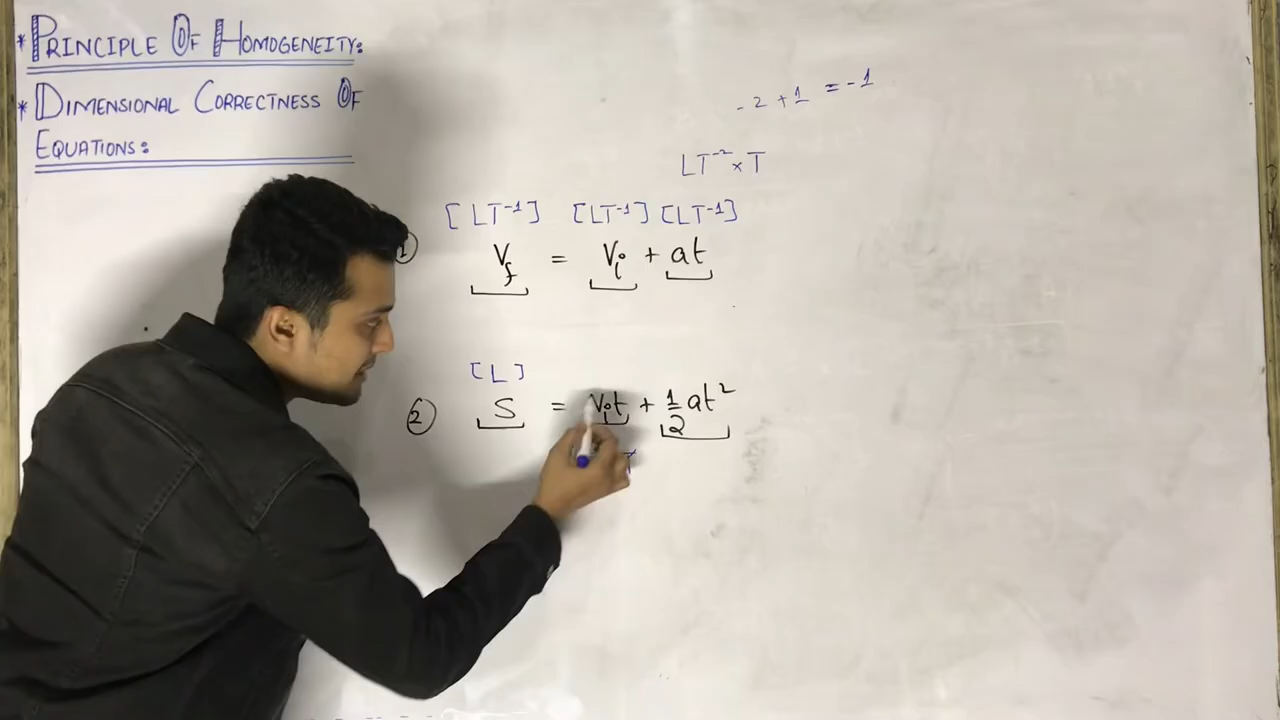 * PRINCIPLE OF HOMOGENEITY:
* DIMENSIONAL CORRECTNESS OF
EQUATIONS:
-2 +1 = -1
LT⁻² × T
[LT⁻¹] [LT⁻¹] [LT⁻¹]
① Vf = Vi + at
[L]
② S = Vit + 1/2 at²